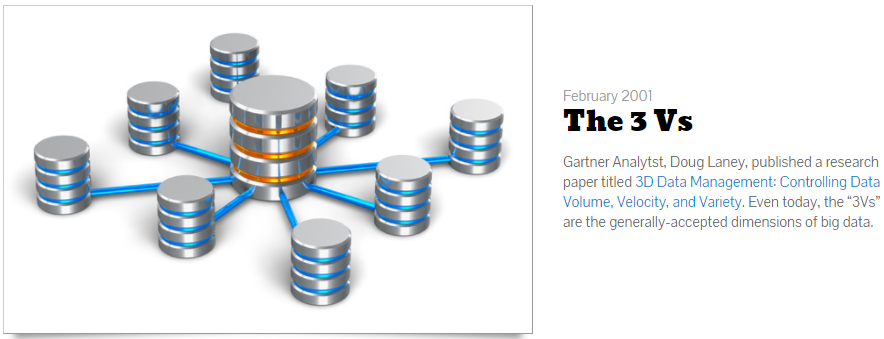 February 2001
The 3 Vs
Gartner Analytst, Doug Laney, published a research
paper titled 3D Data Management: Controlling Data
Volume, Velocity, and Variety. Even today, the “3Vs”
are the generally-accepted dimensions of big data.